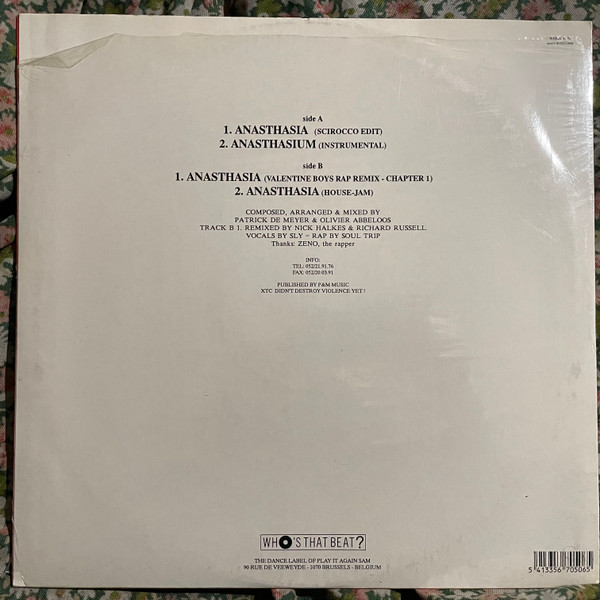 side A
1. ANASTHASIA (SCIROCCO EDIT)
2. ANASTHASIUM (INSTRUMENTAL)
side B
1. ANASTHASIA (VALENTINE BOYS RAP REMIX - CHAPTER 1)
2. ANASTHASIA (HOUSE-JAM)
COMPOSED, ARRANGED & MIXED BY
PATRICK DE MEYER & OLIVIER ABBELOOS
TRACK B 1. REMIXED BY NICK HALKES & RICHARD RUSSELL
VOCALS BY SLY - RAP BY SOUL TRIP
Thanks: ZENO, the rapper
INFO:
TEL: 052/21.91.76
FAX: 052/20.03.91
PUBLISHED BY P&M MUSIC
XTC DIDN'T DESTROY VIOLENCE YET!
WHO'S THAT BEAT?
THE DANCE LABEL OF PLAY IT AGAIN SAM
90 RUE DE VEEWEYDE - 1070 BRUSSELS - BELGIUM
5 413356 705065